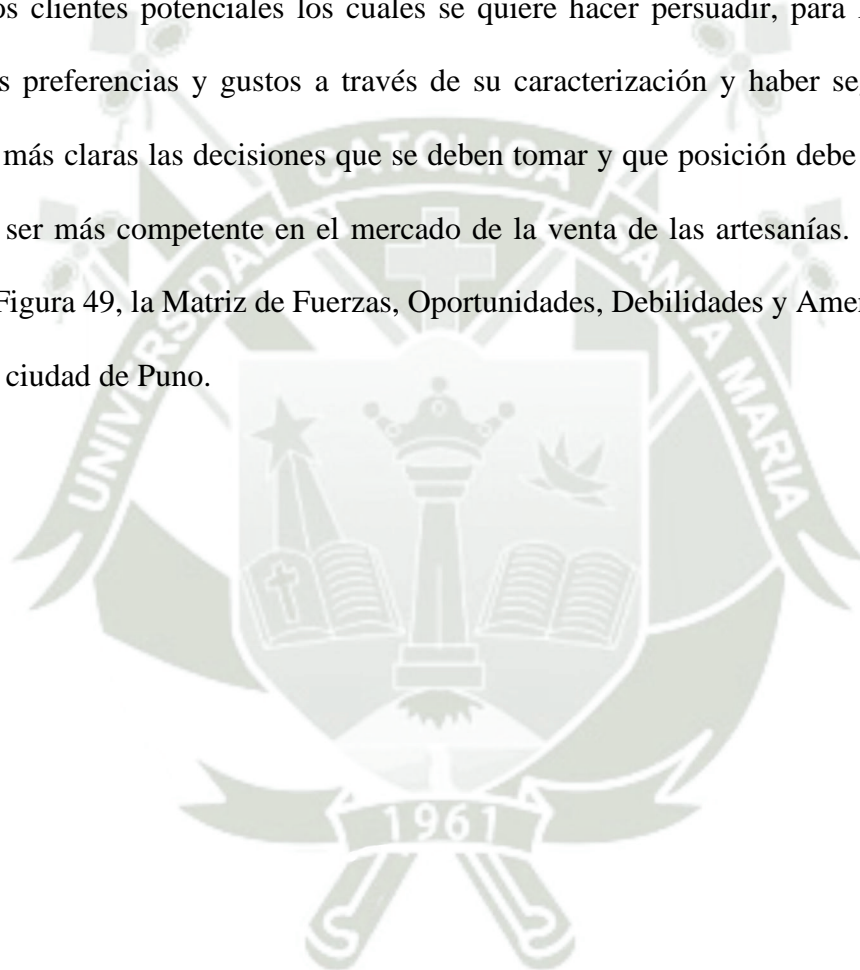 os clientes potenciales los cuales se quiere hacer persuadir, para
s preferencias y gustos a través de su caracterización y haber se
más claras las decisiones que se deben tomar y que posición debe
ser más competente en el mercado de la venta de las artesanías.
Figura 49, la Matriz de Fuerzas, Oportunidades, Debilidades y Ame
ciudad de Puno.
UNIVERSIDAD CATOLICA SANTA MARIA
1961